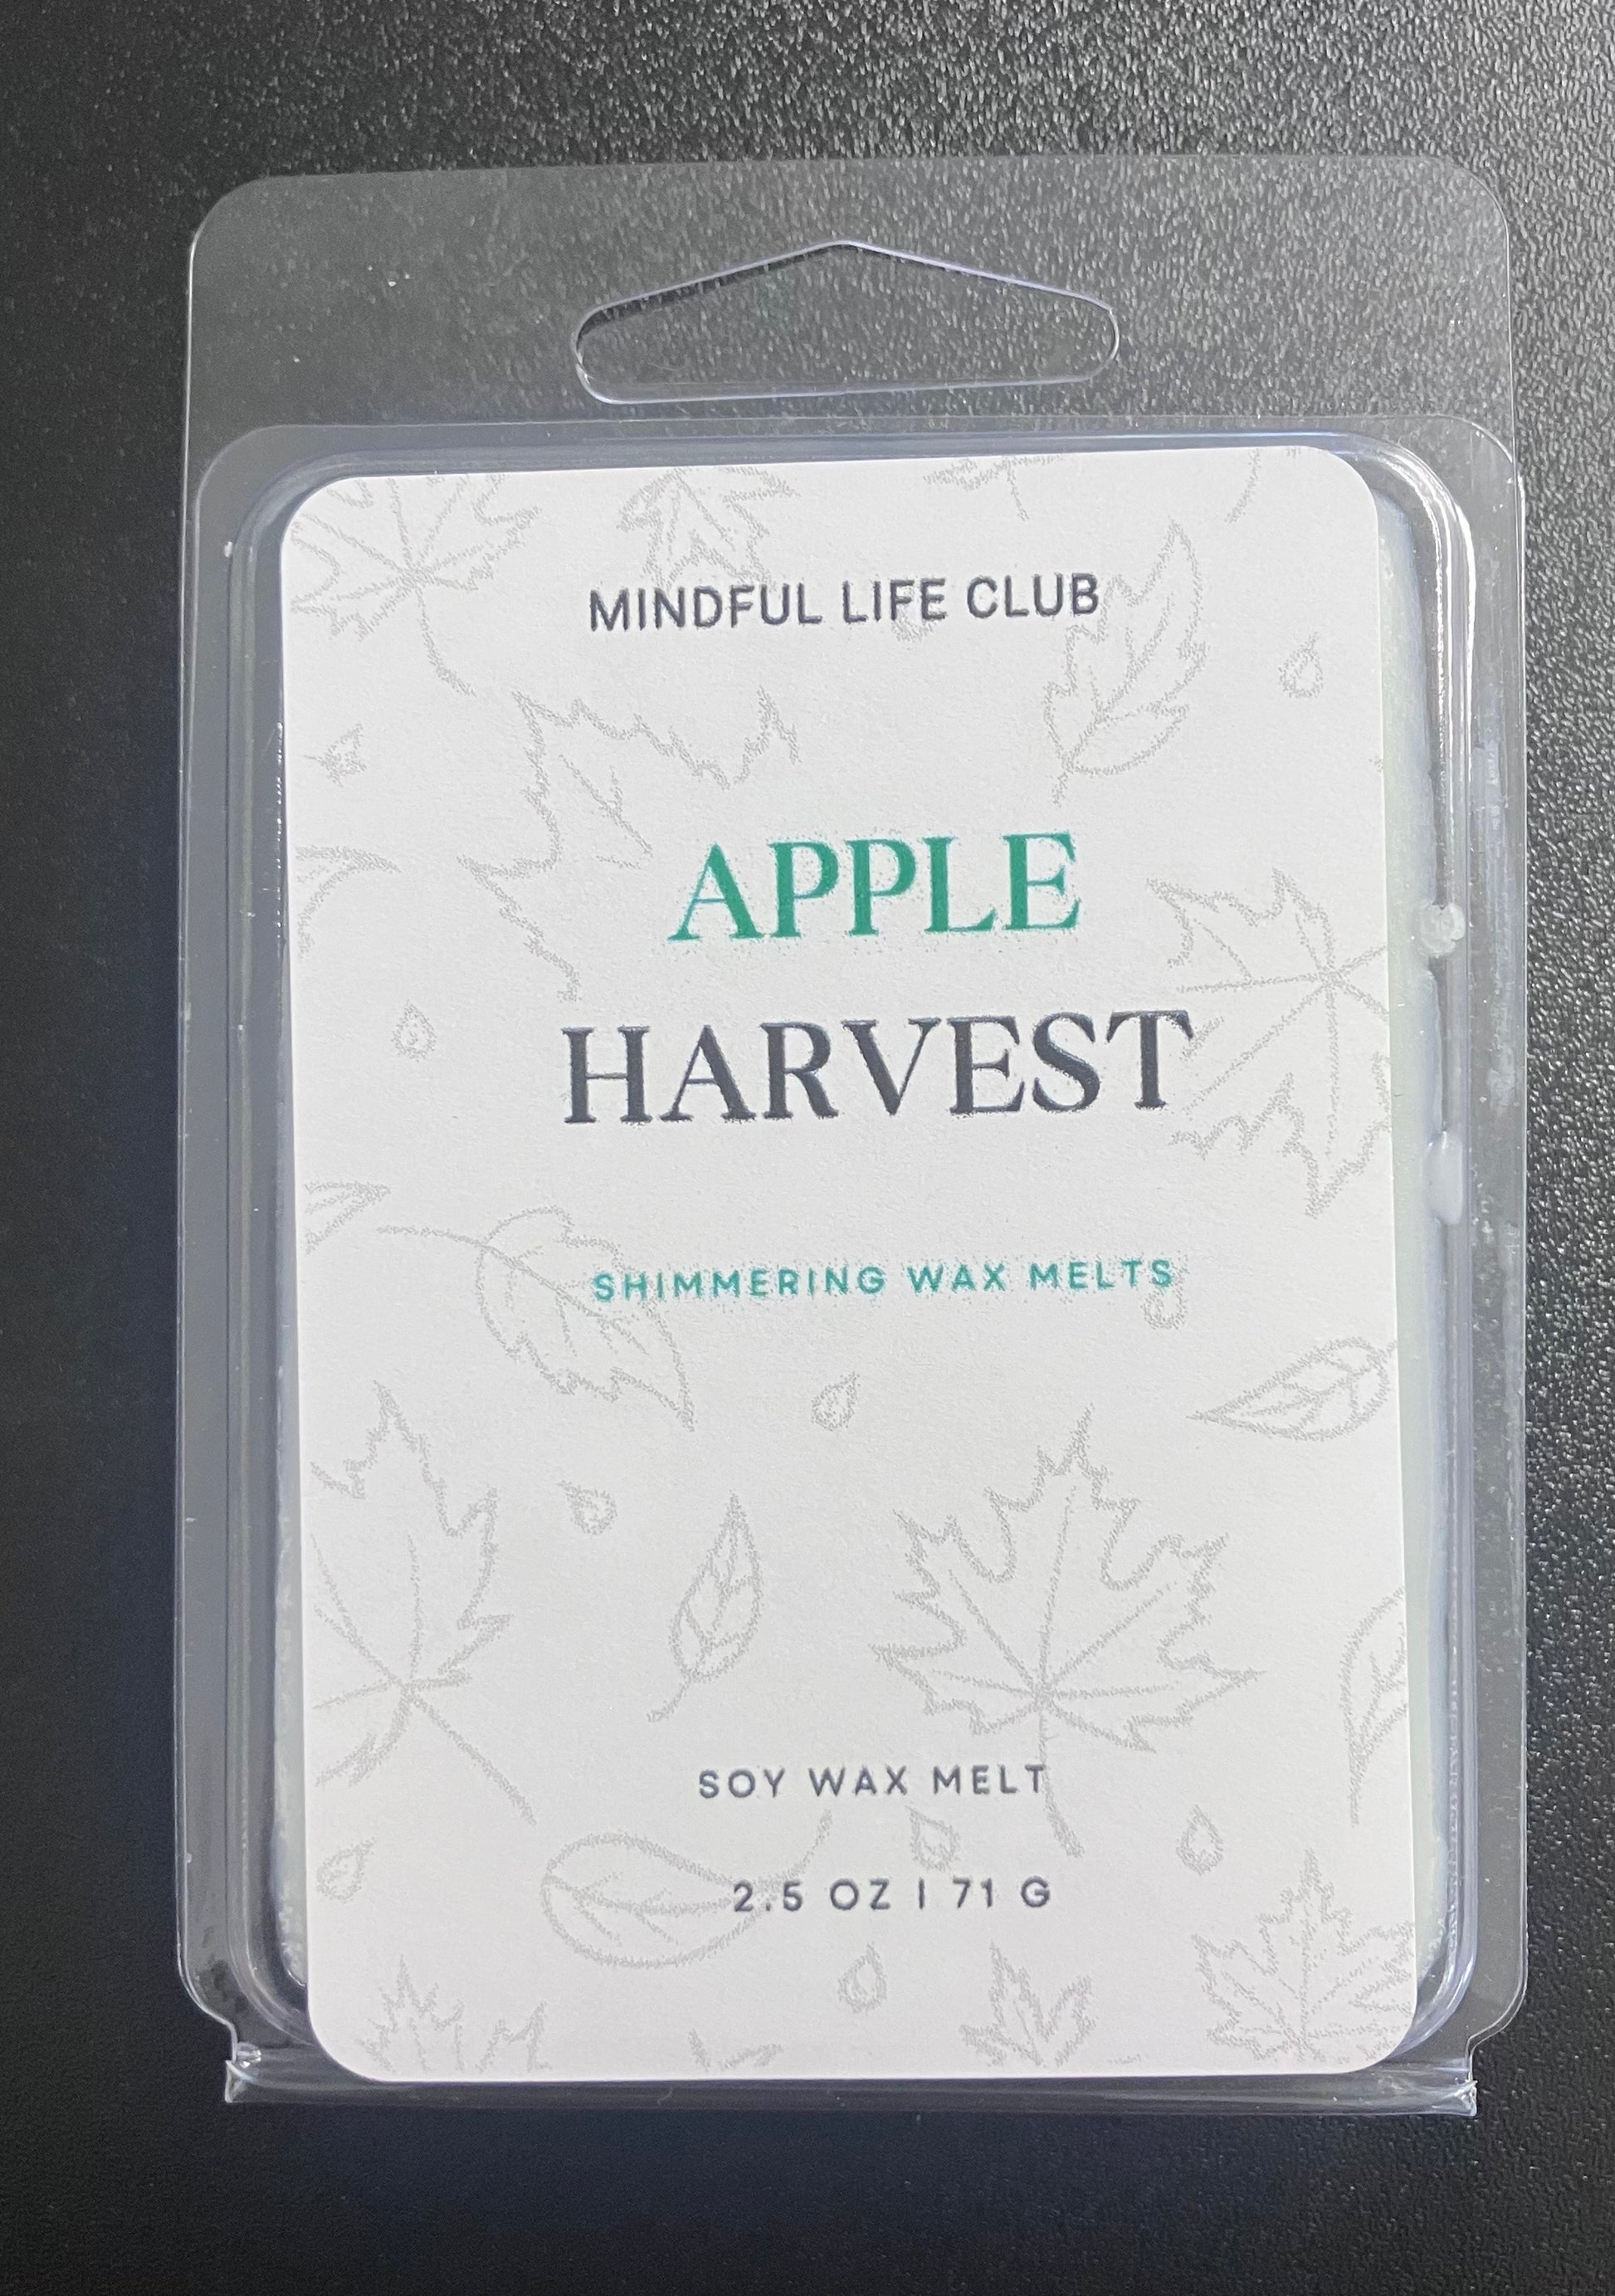 MINDFUL LIFE CLUB
APPLE
HARVEST
SHIMMERING WAX MELTS
SOY WAX MELT
2.5 OZ | 71 G